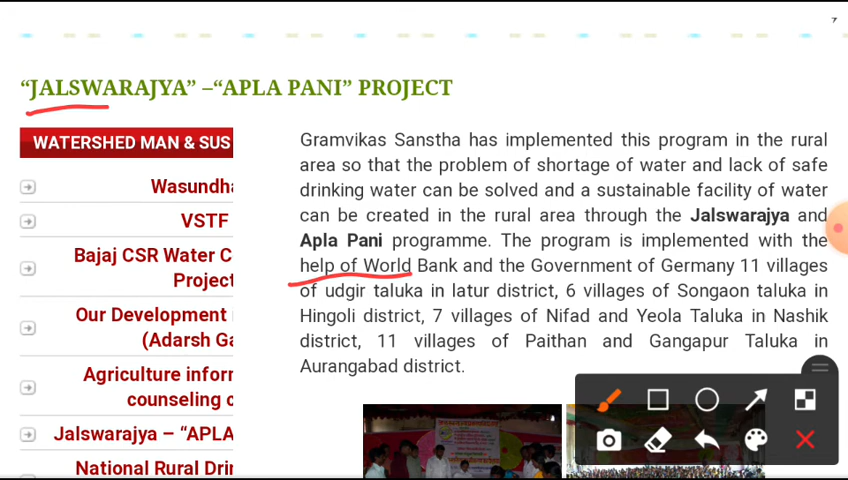 “JALSWARAJYA” –“APLA PANI” PROJECT
WATERSHED MAN & SUS
Wasundha
VSTF
Bajaj CSR Water C
Project
Our Development
(Adarsh Ga
Agriculture inform
counseling c
Jalswarajya – “APLA
National Rural Drin
Gramvikas Sanstha has implemented this program in the rural
area so that the problem of shortage of water and lack of safe
drinking water can be solved and a sustainable facility of water
can be created in the rural area through the Jalswarajya and
Apla Pani programme. The program is implemented with the
help of World Bank and the Government of Germany 11 villages
of udgir taluka in latur district, 6 villages of Songaon taluka in
Hingoli district, 7 villages of Nifad and Yeola Taluka in Nashik
district, 11 villages of Paithan and Gangapur Taluka in
Aurangabad district.